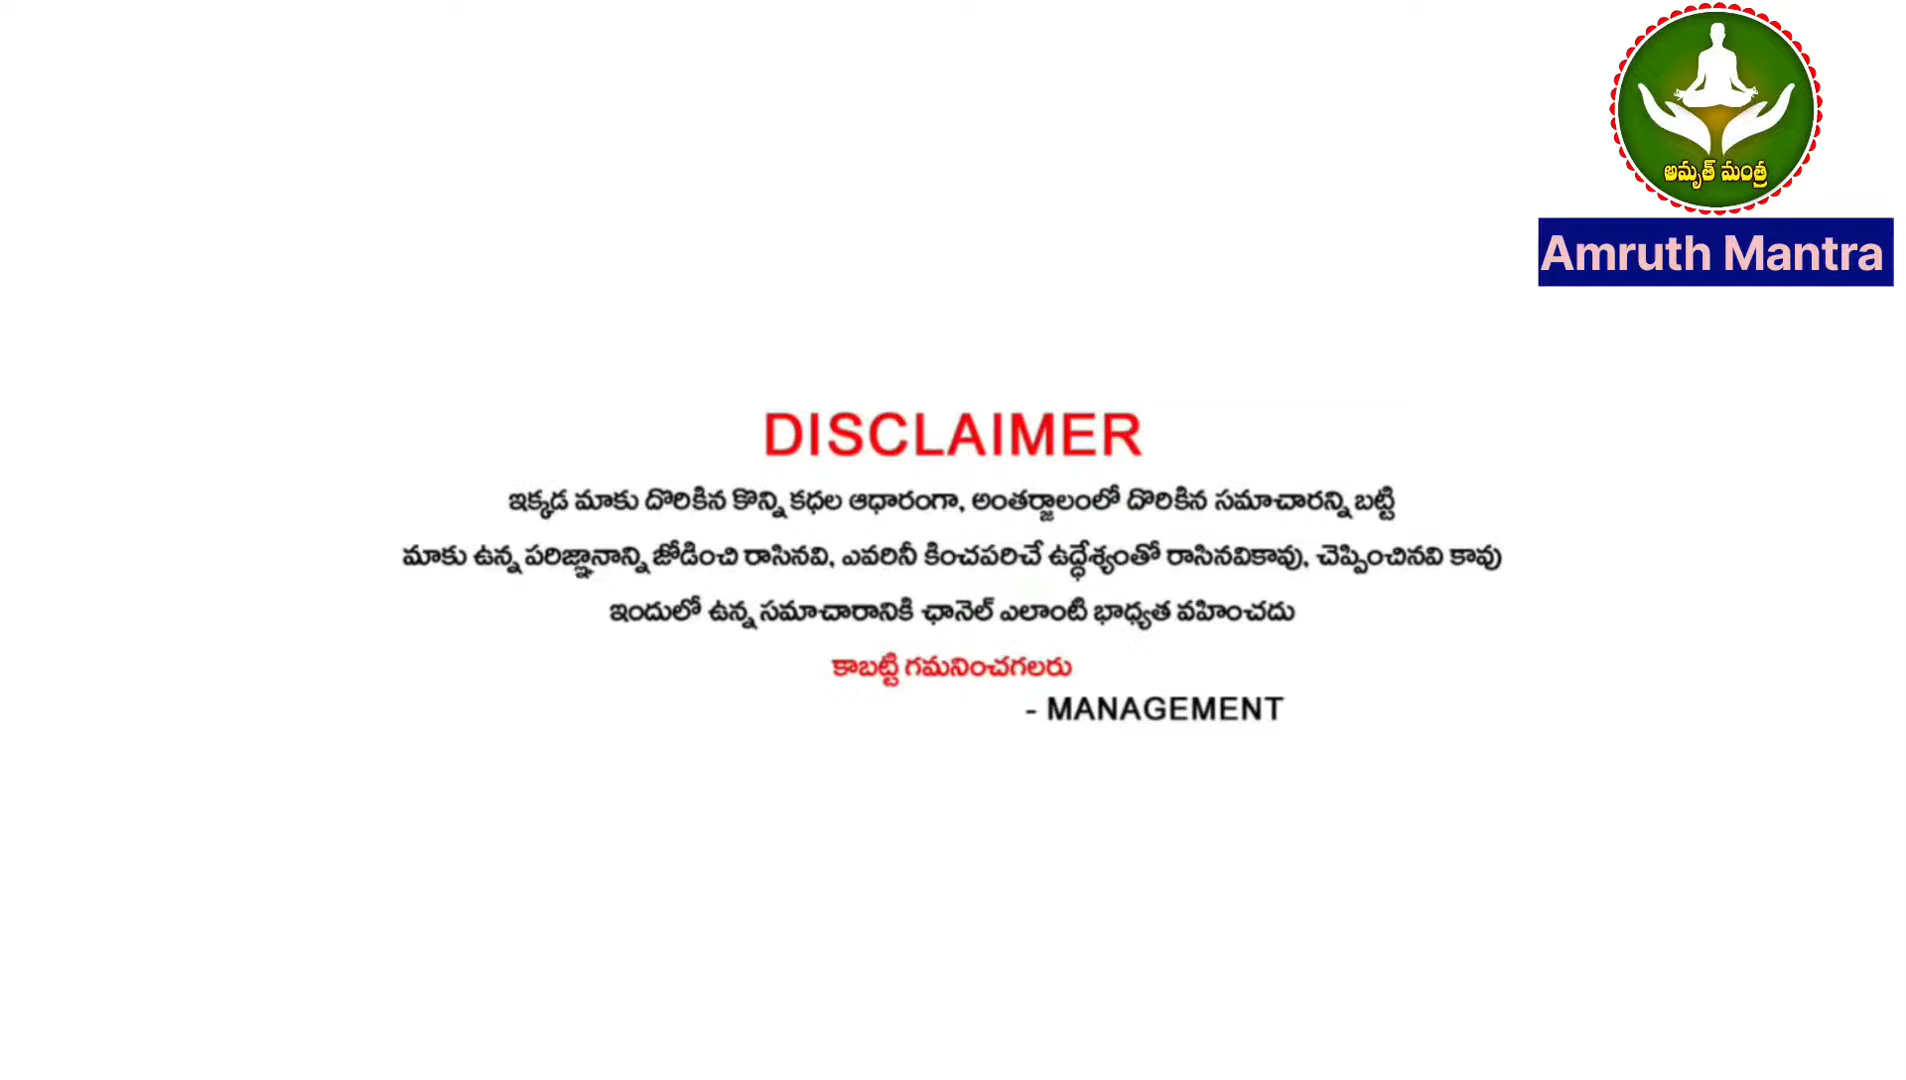 అమృత్ మంత్ర
Amruth Mantra
DISCLAIMER
ఇక్కడ మాకు దొరికిన కొన్ని కధల ఆధారంగా, అంతర్జాలంలో దొరికిన సమాచారన్ని బట్టి
మాకు ఉన్న పరిజ్ఞానాన్ని జోడించి రాసినవి, ఎవరినీ కించపరిచే ఉద్ధేశ్యంతో రాసినవికావు, చెప్పించినవి కావు
ఇందులో ఉన్న సమాచారానికి ఛానెల్ ఎలాంటి భాధ్యత వహించదు
కాబట్టి గమనించగలరు
- MANAGEMENT